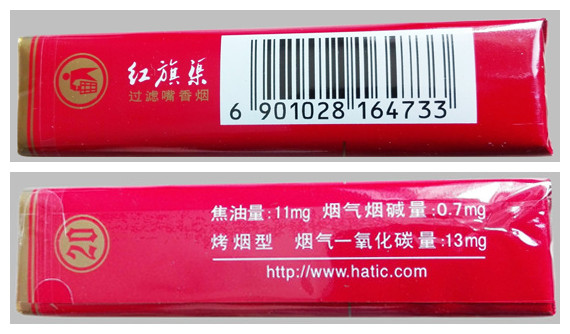 红旗渠
过滤嘴香烟
6 901028 164733
20
焦油量:11mg 烟气烟碱量:0.7mg
烤烟型 烟气一氧化碳量:13mg
http://www.hatic.com